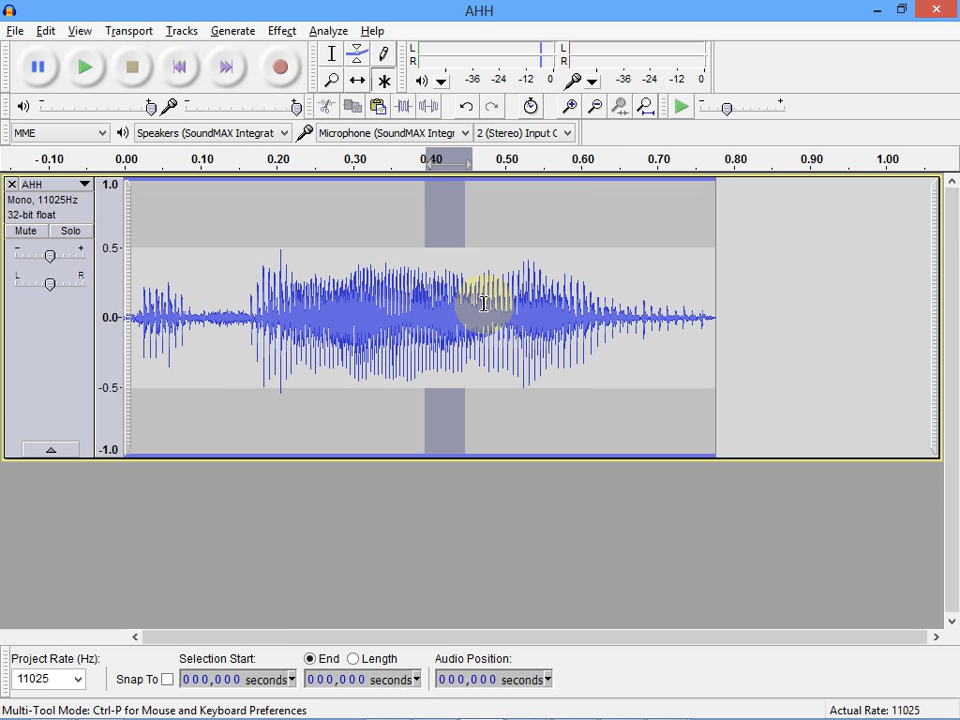 AHH
File Edit View Transport Tracks Generate Effect Analyze Help
L
R
-36 -24 -12 0
L
R
-36 -24 -12 0
- +
- +
- +
MME
Speakers (SoundMAX Integrat
Microphone (SoundMAX Integr
2 (Stereo) Input C
- 0.10 0.00 0.10 0.20 0.30 0.40 0.50 0.60 0.70 0.80 0.90 1.00
AHH
Mono, 11025Hz
32-bit float
Mute Solo
- +
L R
1.0
0.5
0.0
-0.5
-1.0
Project Rate (Hz):
11025
Snap To
Selection Start:
End
Length
Audio Position:
000,000 seconds
000,000 seconds
000,000 seconds
Multi-Tool Mode: Ctrl-P for Mouse and Keyboard Preferences
Actual Rate: 11025